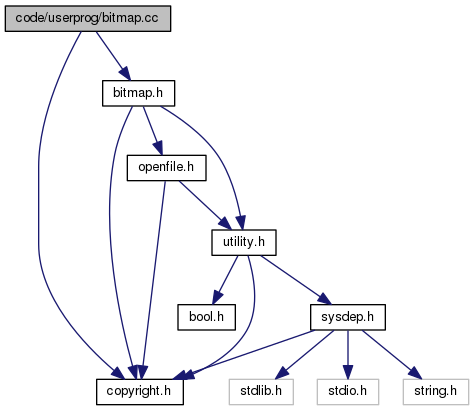 code/userprog/bitmap.cc
bitmap.h
openfile.h
utility.h
bool.h
sysdep.h
copyright.h
stdlib.h
stdio.h
string.h